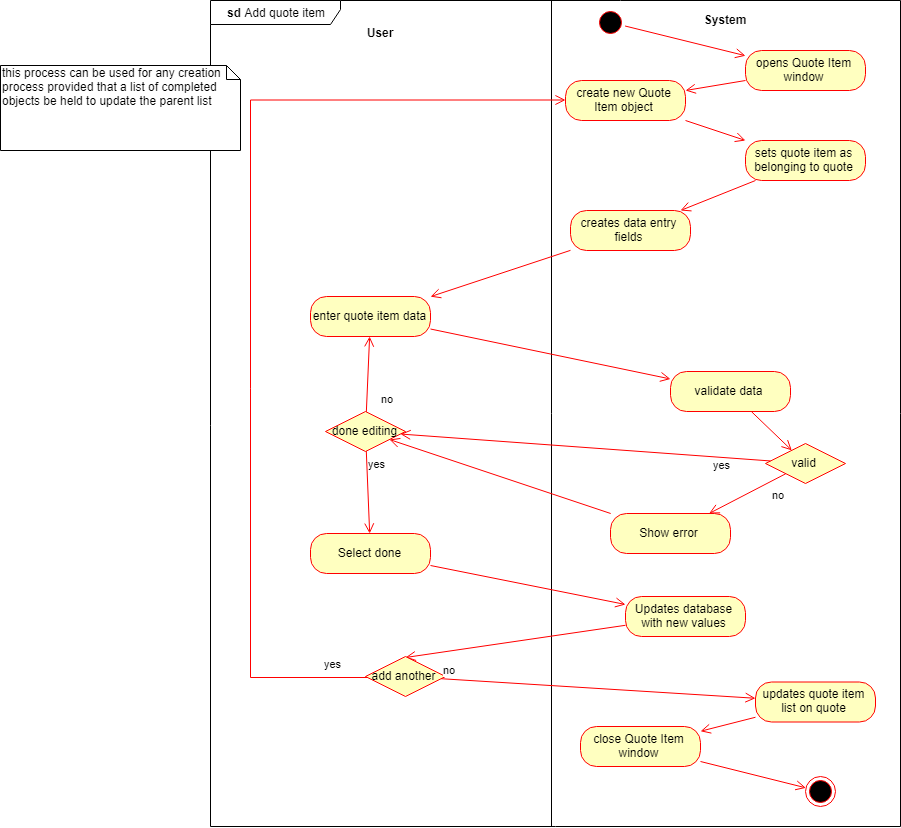 sd Add quote item
User
System
this process can be used for any creation
process provided that a list of completed
objects be held to update the parent list
opens Quote Item
window
create new Quote
Item object
sets quote item as
belonging to quote
creates data entry
fields
enter quote item data
validate data
no
done editing
yes
valid
yes
no
Show error
Select done
Updates database
with new values
yes
add another
no
updates quote item
list on quote
close Quote Item
window